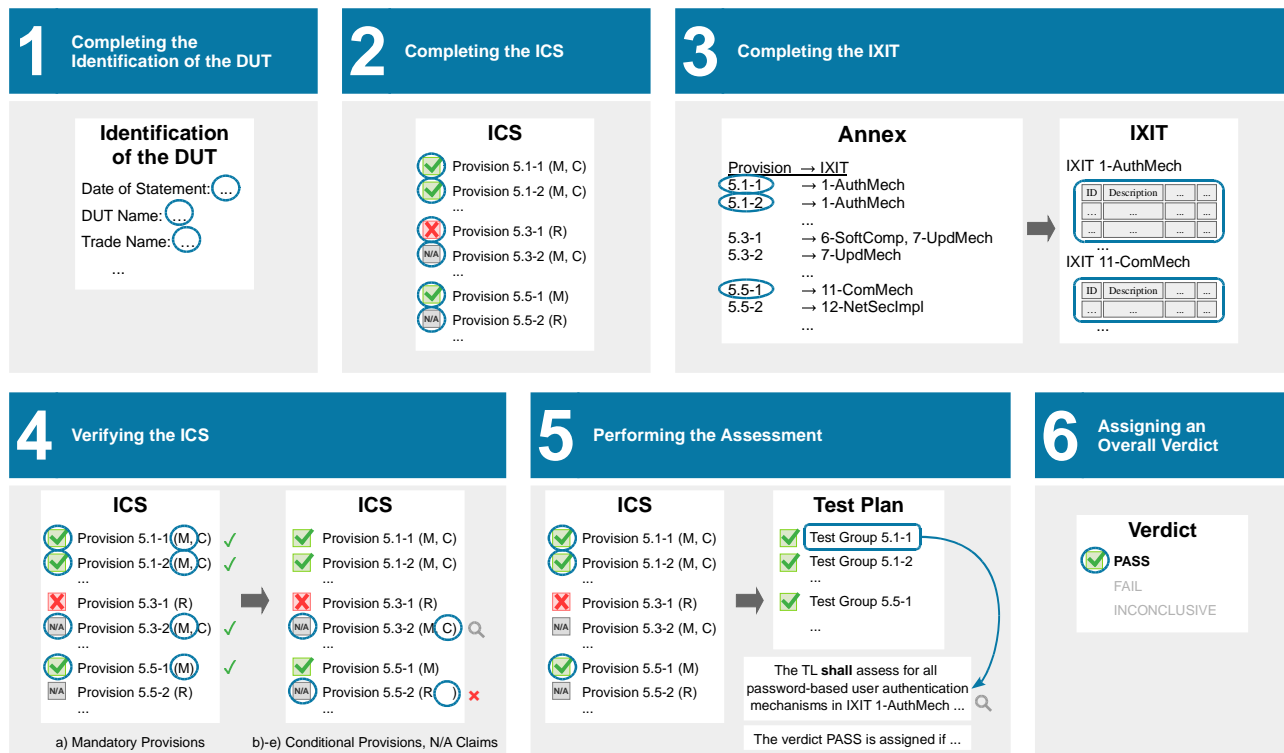 1
Completing the
Identification of the DUT
Identification
of the DUT
Date of Statement: ...
DUT Name: ...
Trade Name: ...
...
2
Completing the ICS
ICS
Provision 5.1-1 (M, C)
Provision 5.1-2 (M, C)
...
Provision 5.3-1 (R)
N/A Provision 5.3-2 (M, C)
...
Provision 5.5-1 (M)
N/A Provision 5.5-2 (R)
...
3
Completing the IXIT
Annex
Provision → IXIT
5.1-1 → 1-AuthMech
5.1-2 → 1-AuthMech
...
5.3-1 → 6-SoftComp, 7-UpdMech
5.3-2 → 7-UpdMech
...
5.5-1 → 11-ComMech
5.5-2 → 12-NetSecImpl
...
IXIT
IXIT 1-AuthMech
ID Description ... ...
... ... ... ...
... ... ... ...
...
IXIT 11-ComMech
ID Description ... ...
... ... ... ...
...
4
Verifying the ICS
ICS
Provision 5.1-1 (M, C)
Provision 5.1-2 (M, C)
...
Provision 5.3-1 (R)
N/A Provision 5.3-2 (M, C)
...
Provision 5.5-1 (M)
N/A Provision 5.5-2 (R)
...
a) Mandatory Provisions
ICS
Provision 5.1-1 (M, C)
Provision 5.1-2 (M, C)
...
Provision 5.3-1 (R)
N/A Provision 5.3-2 (M, C)
...
Provision 5.5-1 (M)
N/A Provision 5.5-2 (R )
...
b)-e) Conditional Provisions, N/A Claims
5
Performing the Assessment
ICS
Provision 5.1-1 (M, C)
Provision 5.1-2 (M, C)
...
Provision 5.3-1 (R)
N/A Provision 5.3-2 (M, C)
...
Provision 5.5-1 (M)
N/A Provision 5.5-2 (R)
...
Test Plan
Test Group 5.1-1
Test Group 5.1-2
...
Test Group 5.5-1
...
The TL shall assess for all
password-based user authentication
mechanisms in IXIT 1-AuthMech ...
The verdict PASS is assigned if ...
6
Assigning an
Overall Verdict
Verdict
PASS
FAIL
INCONCLUSIVE